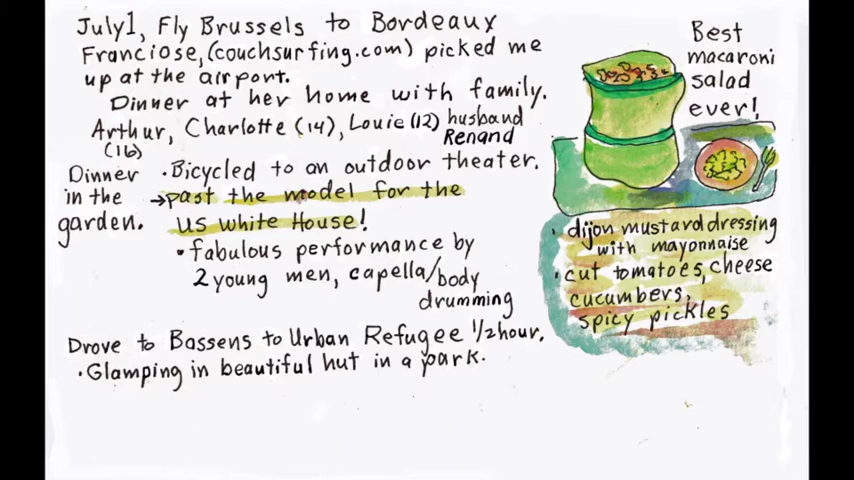 July1, Fly Brussels to Bordeaux
Franciose, (couchsurfing.com) picked me
up at the airport.
Dinner at her home with family.
Arthur, Charlotte (14), Louie (12) husband
(16) Renand
Dinner
in the
garden.
• Bicycled to an outdoor theater.
→ past the model for the
US White House!
• fabulous performance by
2 young men, capella/body
drumming
Drove to Bassens to Urban Refugee 1/2 hour.
• Glamping in beautiful hut in a park.
Best
macaroni
salad
ever!
• dijon mustard dressing
with mayonnaise
• cut tomatoes, cheese
cucumbers,
spicy pickles